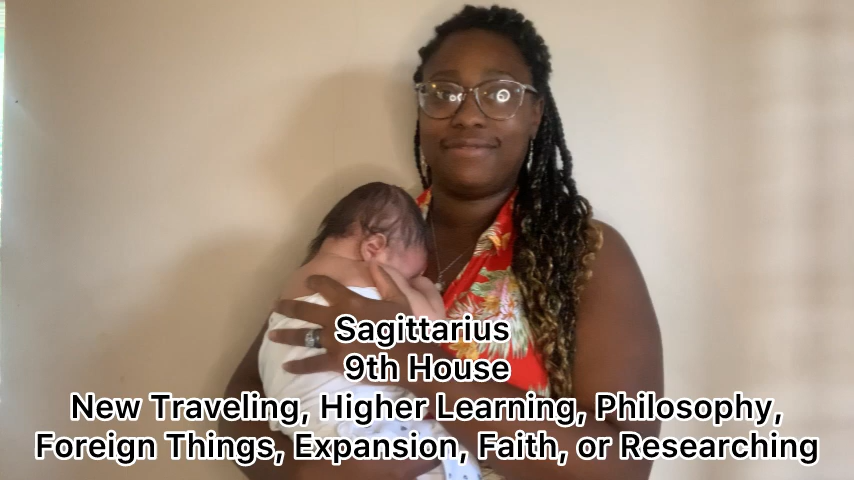 Sagittarius
9th House
New Traveling, Higher Learning, Philosophy,
Foreign Things, Expansion, Faith, or Researching